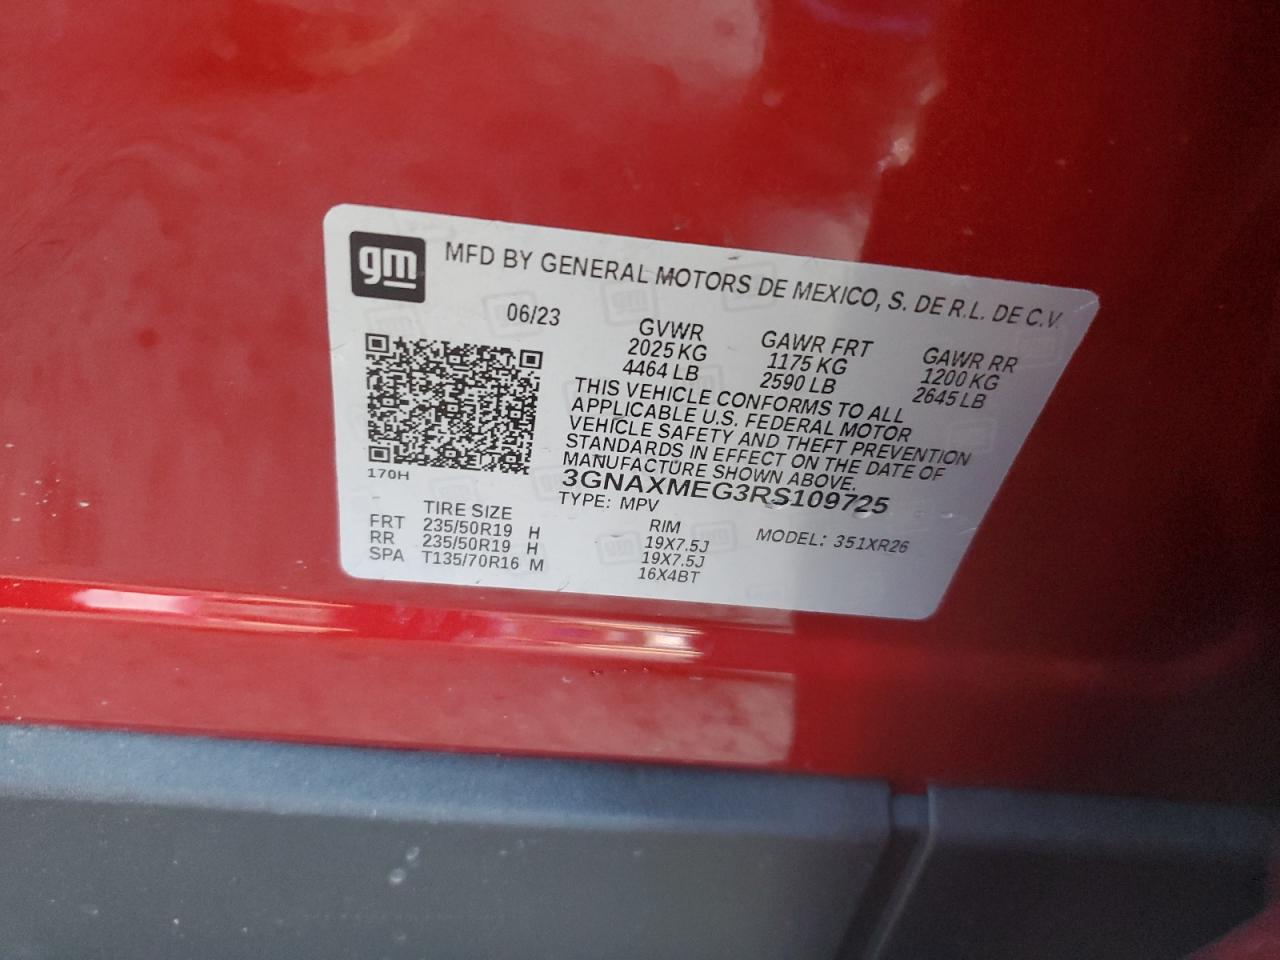 gm
MFD BY GENERAL MOTORS DE MEXICO, S. DE R.L. DE C.V.
06/23
GVWR GAWR FRT GAWR RR
2025 KG 1175 KG 1200 KG
4464 LB 2590 LB 2645 LB
THIS VEHICLE CONFORMS TO ALL
APPLICABLE U.S. FEDERAL MOTOR
VEHICLE SAFETY AND THEFT PREVENTION
STANDARDS IN EFFECT ON THE DATE OF
MANUFACTURE SHOWN ABOVE.
170H
3GNAXMEG3RS109725
TYPE: MPV
MODEL: 351XR26
TIRE SIZE RIM
FRT 235/50R19 H 19X7.5J
RR 235/50R19 H 19X7.5J
SPA T135/70R16 M 16X4BT